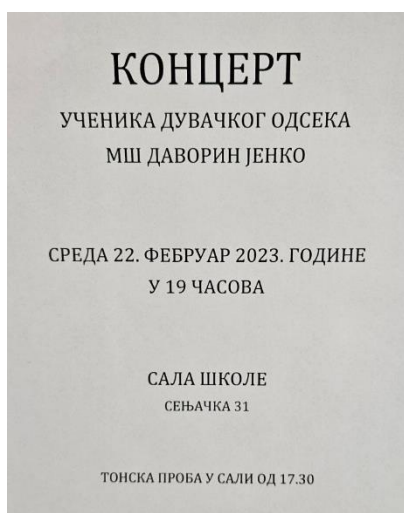 КОНЦЕРТ
УЧЕНИКА ДУВАЧКОГ ОДСЕКА
МШ ДАВОРИН ЈЕНКО
СРЕДА 22. ФЕБРУАР 2023. ГОДИНЕ
У 19 ЧАСОВА
САЛА ШКОЛЕ
СЕЊАЧКА 31
ТОНСКА ПРОБА У САЛИ ОД 17.30